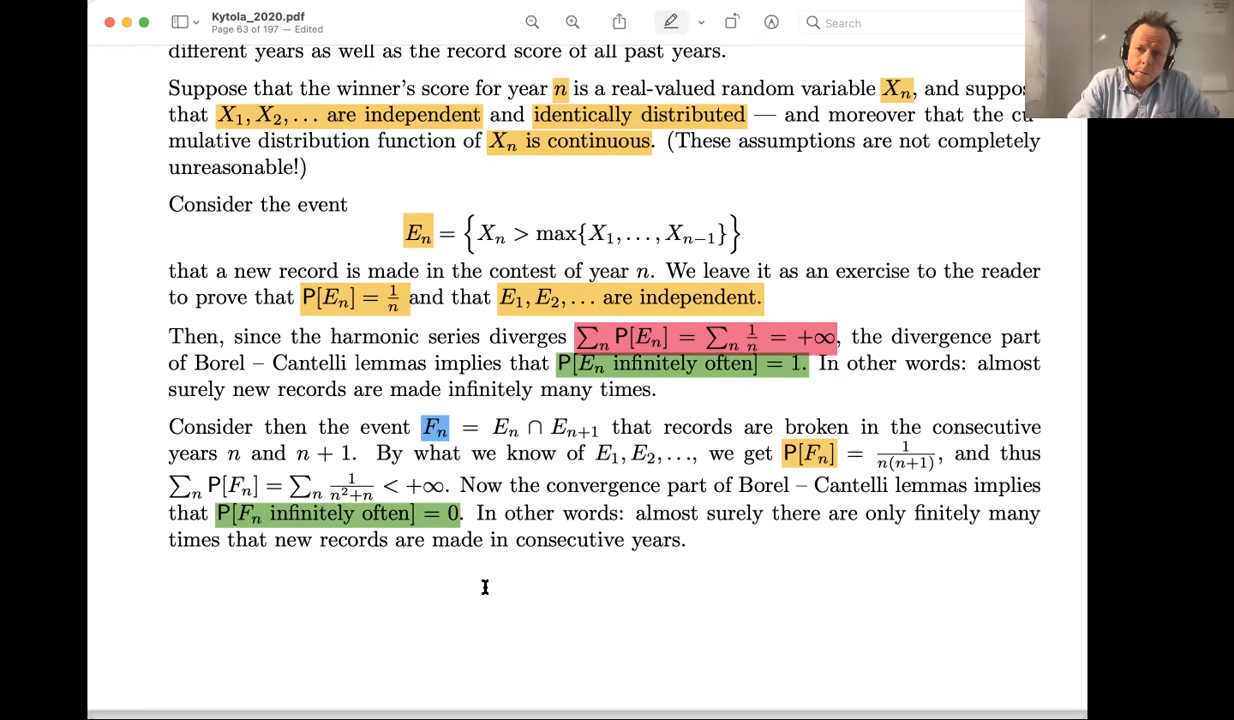 Kytola_2020.pdf
Page 63 of 197 — Edited
Search
different years as well as the record score of all past years.
Suppose that the winner's score for year n is a real-valued random variable Xₙ, and suppos
that X₁, X₂, . . . are independent and identically distributed — and moreover that the cu
mulative distribution function of Xₙ is continuous. (These assumptions are not completely
unreasonable!)
Consider the event
Eₙ = {Xₙ > max{X₁, . . . , Xₙ₋₁}}
that a new record is made in the contest of year n. We leave it as an exercise to the reader
to prove that P[Eₙ] = 1/n and that E₁, E₂, . . . are independent.
Then, since the harmonic series diverges ∑ₙ P[Eₙ] = ∑ₙ 1/n = +∞, the divergence part
of Borel – Cantelli lemmas implies that P[Eₙ infinitely often] = 1. In other words: almost
surely new records are made infinitely many times.
Consider then the event Fₙ = Eₙ ∩ Eₙ₊₁ that records are broken in the consecutive
years n and n + 1. By what we know of E₁, E₂, . . ., we get P[Fₙ] = 1/n(n+1), and thus
∑ₙ P[Fₙ] = ∑ₙ 1/n²+n < +∞. Now the convergence part of Borel – Cantelli lemmas implies
that P[Fₙ infinitely often] = 0. In other words: almost surely there are only finitely many
times that new records are made in consecutive years.